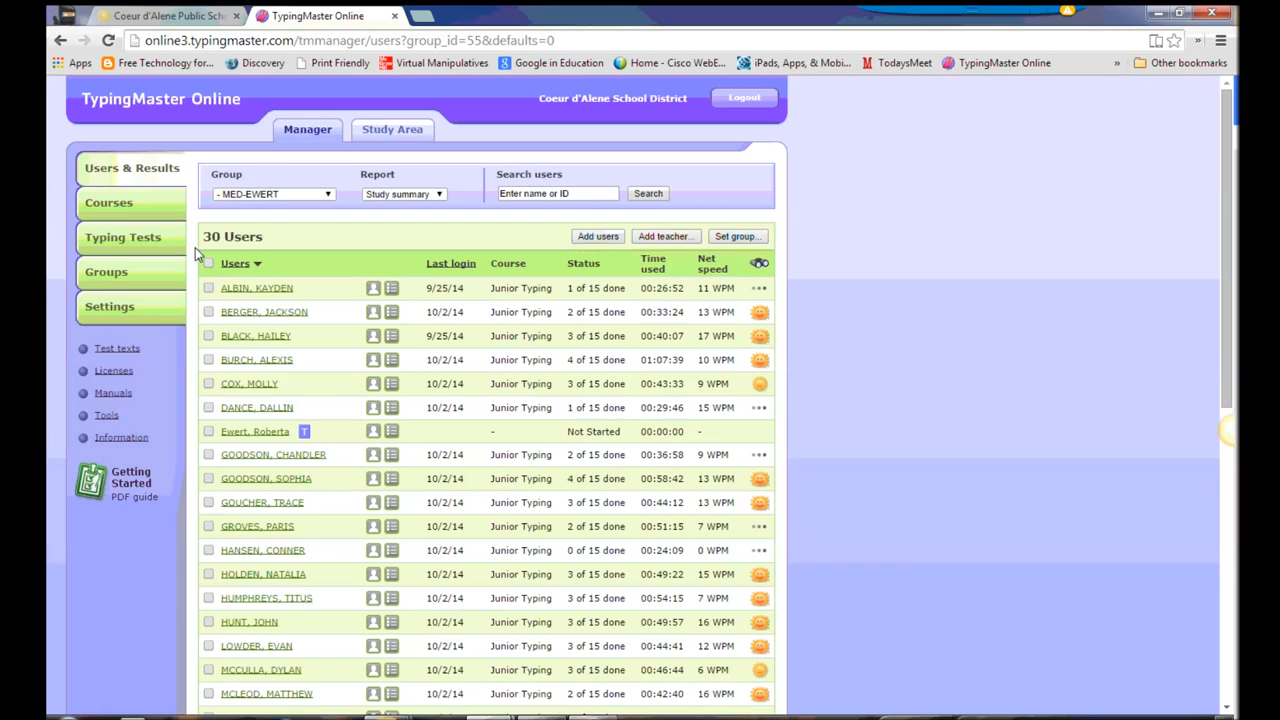 Coeur d'Alene Public Sch
TypingMaster Online
online3.typingmaster.com/tmmanager/users?group_id=55&defaults=0
Apps Free Technology for... Discovery Print Friendly Virtual Manipulatives Google in Education Home - Cisco WebE... iPads, Apps, & Mobi... TodaysMeet TypingMaster Online » Other bookmarks
TypingMaster Online
Coeur d'Alene School District
Logout
Manager Study Area
Users & Results
Courses
Typing Tests
Groups
Settings
Test texts
Licenses
Manuals
Tools
Information
Getting
Started
PDF guide
Group Report Search users
- MED-EWERT Study summary Enter name or ID Search
30 Users Add users Add teacher... Set group...
Users Last login Course Status Time used Net speed
ALBIN, KAYDEN 9/25/14 Junior Typing 1 of 15 done 00:26:52 11 WPM
BERGER, JACKSON 10/2/14 Junior Typing 2 of 15 done 00:33:24 13 WPM
BLACK, HAILEY 9/25/14 Junior Typing 3 of 15 done 00:40:07 17 WPM
BURCH, ALEXIS 10/2/14 Junior Typing 4 of 15 done 01:07:39 10 WPM
COX, MOLLY 10/2/14 Junior Typing 3 of 15 done 00:43:33 9 WPM
DANCE, DALLIN 10/2/14 Junior Typing 1 of 15 done 00:29:46 15 WPM
Ewert, Roberta T - Not Started 00:00:00 -
GOODSON, CHANDLER 10/2/14 Junior Typing 2 of 15 done 00:36:58 9 WPM
GOODSON, SOPHIA 10/2/14 Junior Typing 4 of 15 done 00:58:42 13 WPM
GOUCHER, TRACE 10/2/14 Junior Typing 3 of 15 done 00:44:12 13 WPM
GROVES, PARIS 10/2/14 Junior Typing 2 of 15 done 00:51:15 7 WPM
HANSEN, CONNER 10/2/14 Junior Typing 0 of 15 done 00:24:09 0 WPM
HOLDEN, NATALIA 10/2/14 Junior Typing 3 of 15 done 00:49:22 15 WPM
HUMPHREYS, TITUS 10/2/14 Junior Typing 3 of 15 done 00:54:15 7 WPM
HUNT, JOHN 10/2/14 Junior Typing 3 of 15 done 00:49:57 16 WPM
LOWDER, EVAN 10/2/14 Junior Typing 3 of 15 done 00:44:41 12 WPM
MCCULLA, DYLAN 10/2/14 Junior Typing 3 of 15 done 00:46:44 6 WPM
MCLEOD, MATTHEW 10/2/14 Junior Typing 2 of 15 done 00:42:40 16 WPM